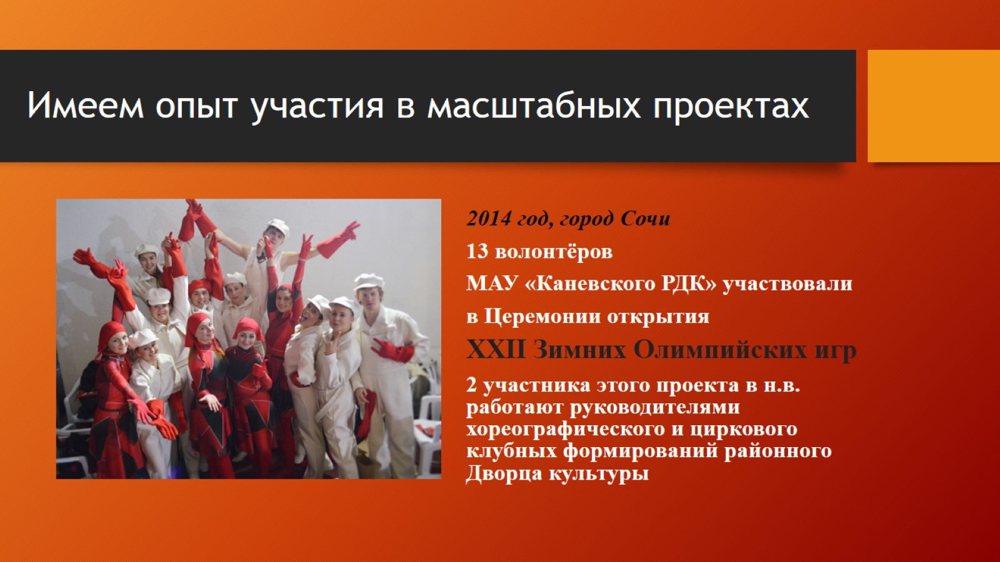 Имеем опыт участия в масштабных проектах
2014 год, город Сочи
13 волонтёров
МАУ «Каневского РДК» участвовали
в Церемонии открытия
XXII Зимних Олимпийских игр
2 участника этого проекта в н.в.
работают руководителями
хореографического и циркового
клубных формирований районного
Дворца культуры